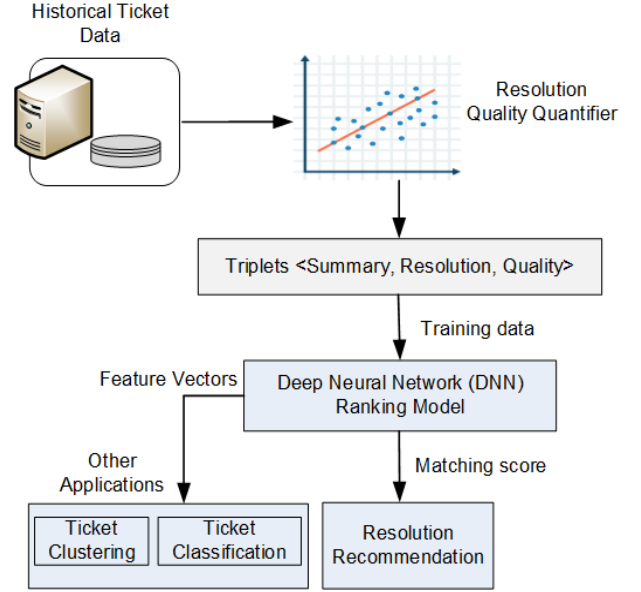 Historical Ticket
Data
Resolution
Quality Quantifier
Triplets <Summary, Resolution, Quality>
Training data
Feature Vectors
Deep Neural Network (DNN)
Ranking Model
Other
Applications
Matching score
Ticket
Clustering
Ticket
Classification
Resolution
Recommendation